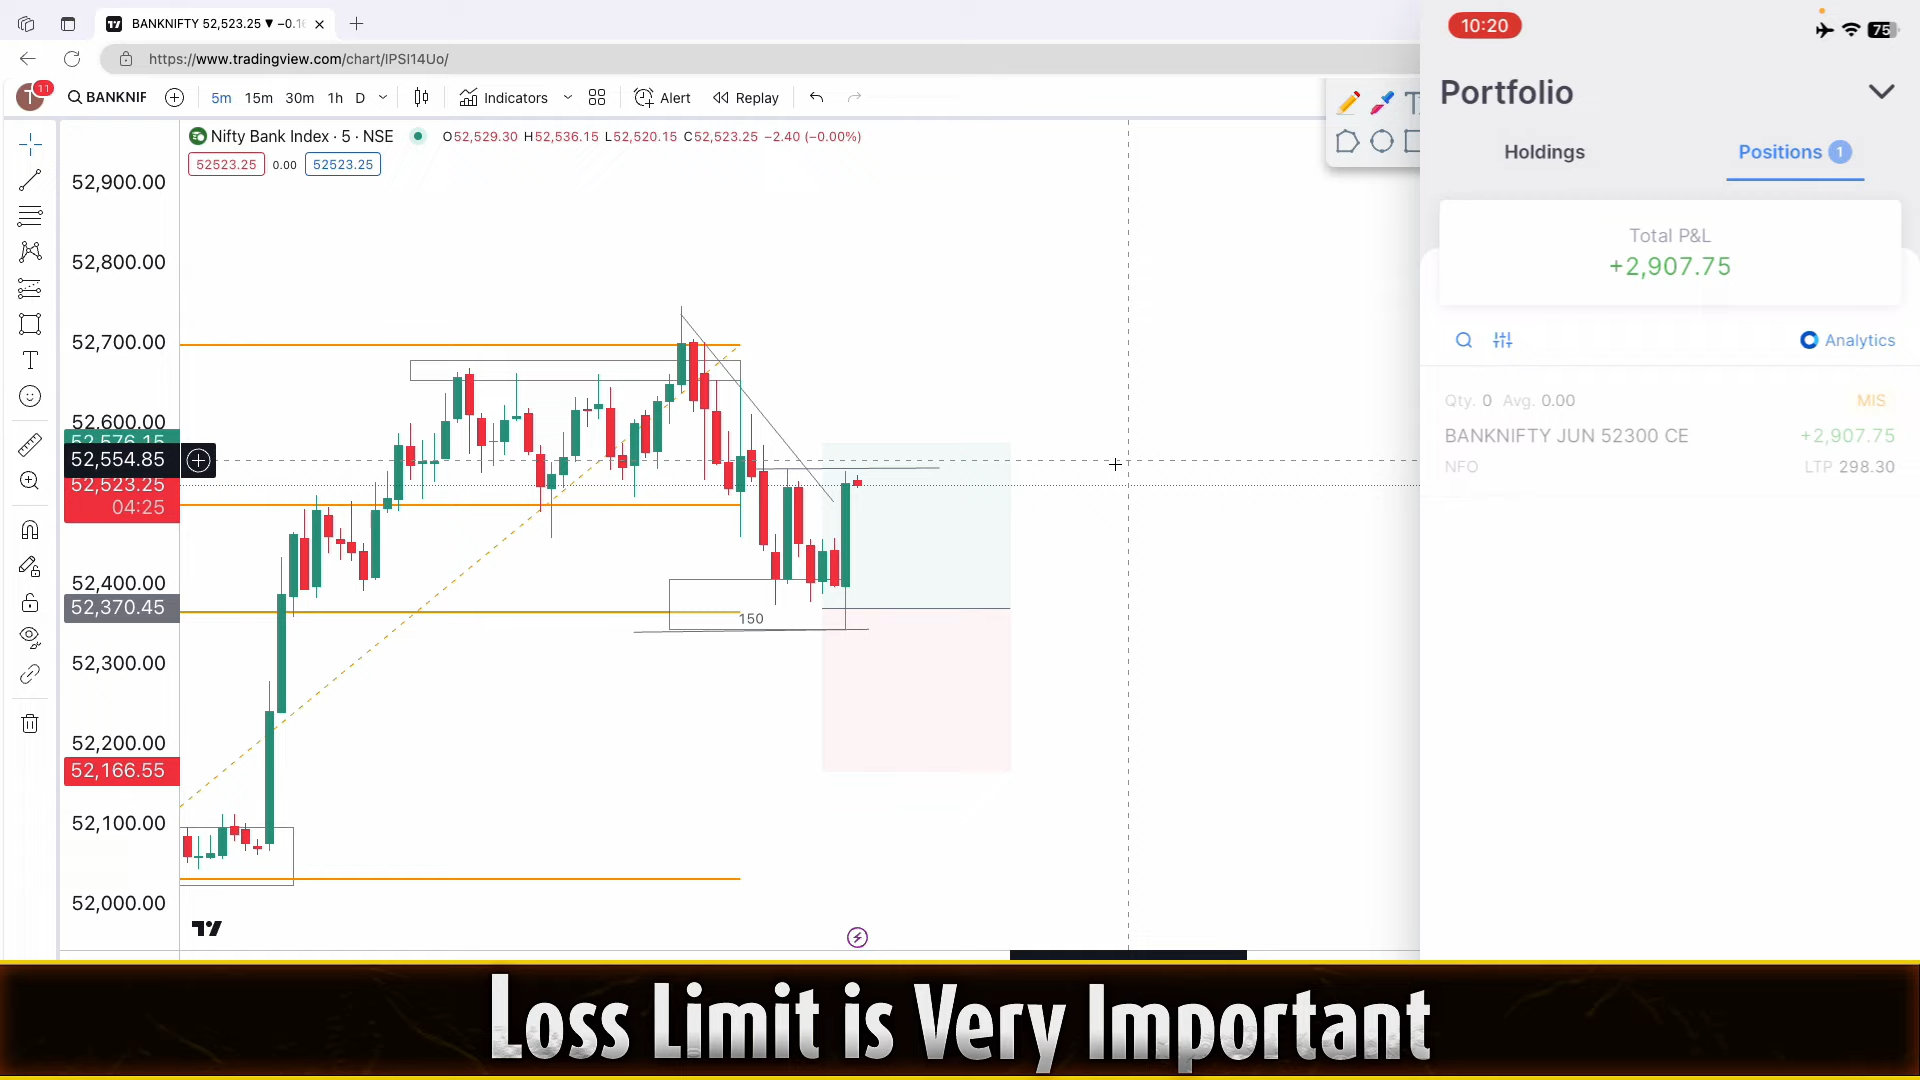 BANKNIFTY 52,523.25 ▼ −0.1
https://www.tradingview.com/chart/IPSI14Uo/
T
11
BANKNIF
5m
15m
30m
1h
D
Indicators
Alert
Replay
Nifty Bank Index · 5 · NSE
O52,529.30 H52,536.15 L52,520.15 C52,523.25 −2.40 (−0.00%)
52523.25
0.00
52523.25
52,900.00
52,800.00
52,700.00
52,600.00
52,576.15
52,554.85
52,523.25
04:25
52,400.00
52,370.45
52,300.00
52,200.00
52,166.55
52,100.00
52,000.00
150
10:20
75
Portfolio
Holdings
Positions 1
Total P&L
+2,907.75
Analytics
Qty. 0 Avg. 0.00
MIS
BANKNIFTY JUN 52300 CE
+2,907.75
NFO
LTP 298.30
Loss Limit is Very Important